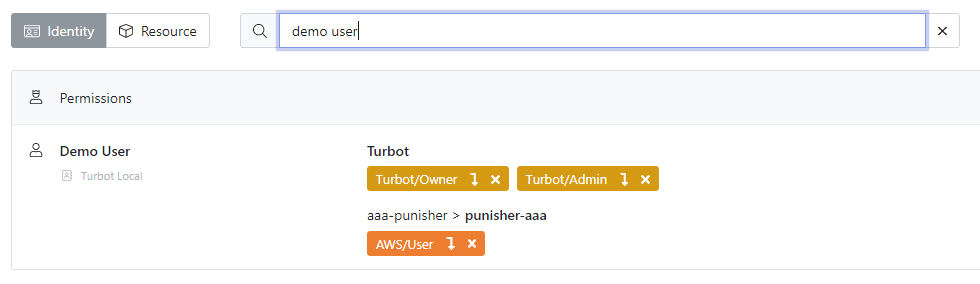 Identity Resource demo user
Permissions
Demo User Turbot
Turbot Local Turbot/Owner Turbot/Admin
aaa-punisher > punisher-aaa
AWS/User